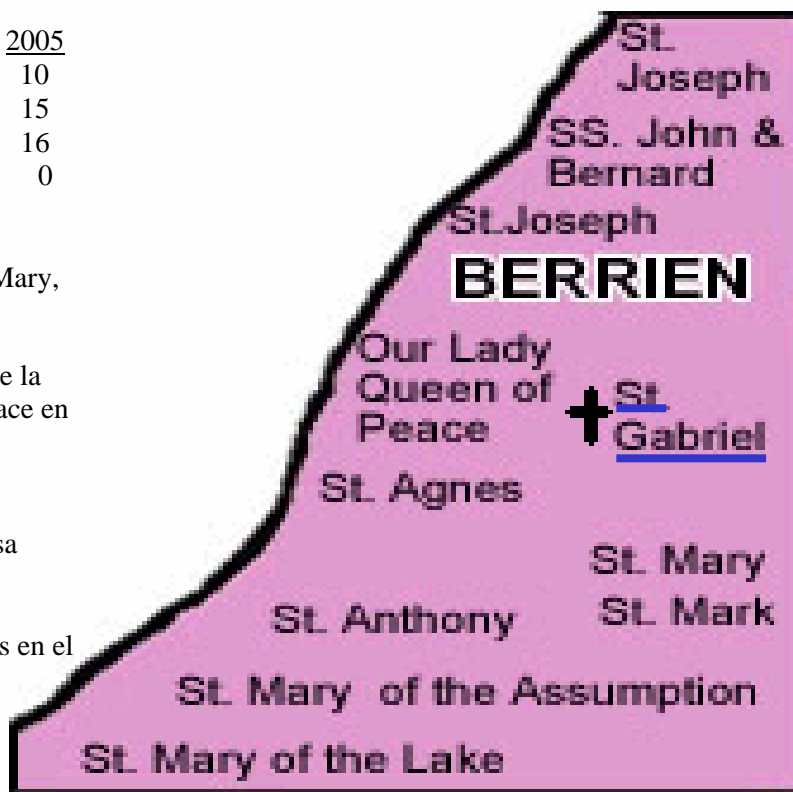 2005
10
15
16
0
Mary,
e la
ace en
sa
s en el
St.
Joseph
SS. John &
Bernard
St.Joseph
BERRIEN
Our Lady
Queen of
Peace
St.
Gabriel
St. Agnes
St. Mary
St. Mark
St. Anthony
St. Mary of the Assumption
St. Mary of the Lake